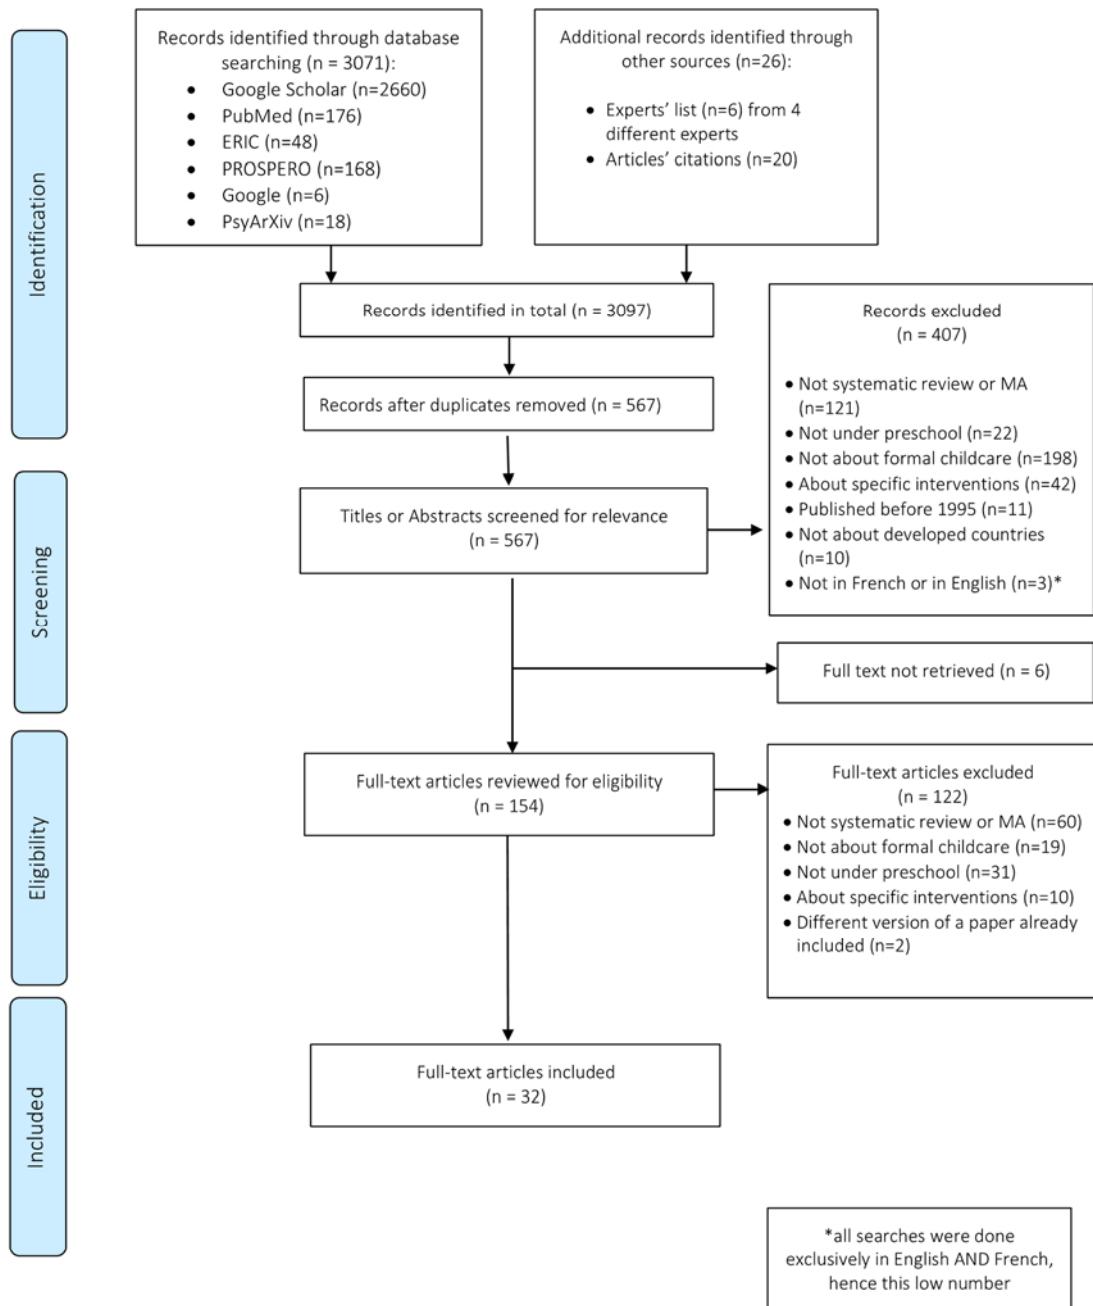 Identification
Records identified through database
searching (n = 3071):
• Google Scholar (n=2660)
• PubMed (n=176)
• ERIC (n=48)
• PROSPERO (n=168)
• Google (n=6)
• PsyArXiv (n=18)
Additional records identified through
other sources (n=26):
• Experts' list (n=6) from 4
different experts
• Articles' citations (n=20)
Records identified in total (n = 3097)
Records after duplicates removed (n = 567)
Screening
Titles or Abstracts screened for relevance
(n = 567)
Records excluded
(n = 407)
• Not systematic review or MA
(n=121)
• Not under preschool (n=22)
• Not about formal childcare (n=198)
• About specific interventions (n=42)
• Published before 1995 (n=11)
• Not about developed countries
(n=10)
• Not in French or in English (n=3)*
Full text not retrieved (n = 6)
Eligibility
Full-text articles reviewed for eligibility
(n = 154)
Full-text articles excluded
(n = 122)
• Not systematic review or MA (n=60)
• Not about formal childcare (n=19)
• Not under preschool (n=31)
• About specific interventions (n=10)
• Different version of a paper already
included (n=2)
Included
Full-text articles included
(n = 32)
*all searches were done
exclusively in English AND French,
hence this low number